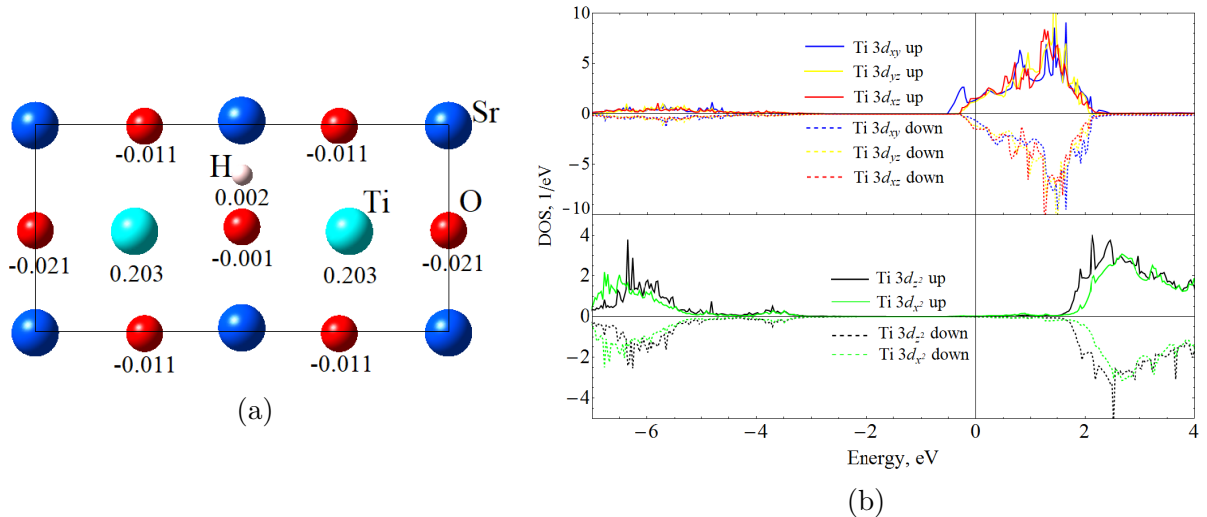 Sr
-0.011 -0.011
H
0.002
Ti O
-0.021 0.203 -0.001 0.203 -0.021
-0.011 -0.011
(a)
DOS, 1/eV
10
5
0
−5
−10
Ti 3dxy up
Ti 3dyz up
Ti 3dxz up
Ti 3dxy down
Ti 3dyz down
Ti 3dxz down
4
2
0
−2
−4
Ti 3dz² up
Ti 3dx² up
Ti 3dz² down
Ti 3dx² down
−6 −4 −2 0 2 4
Energy, eV
(b)